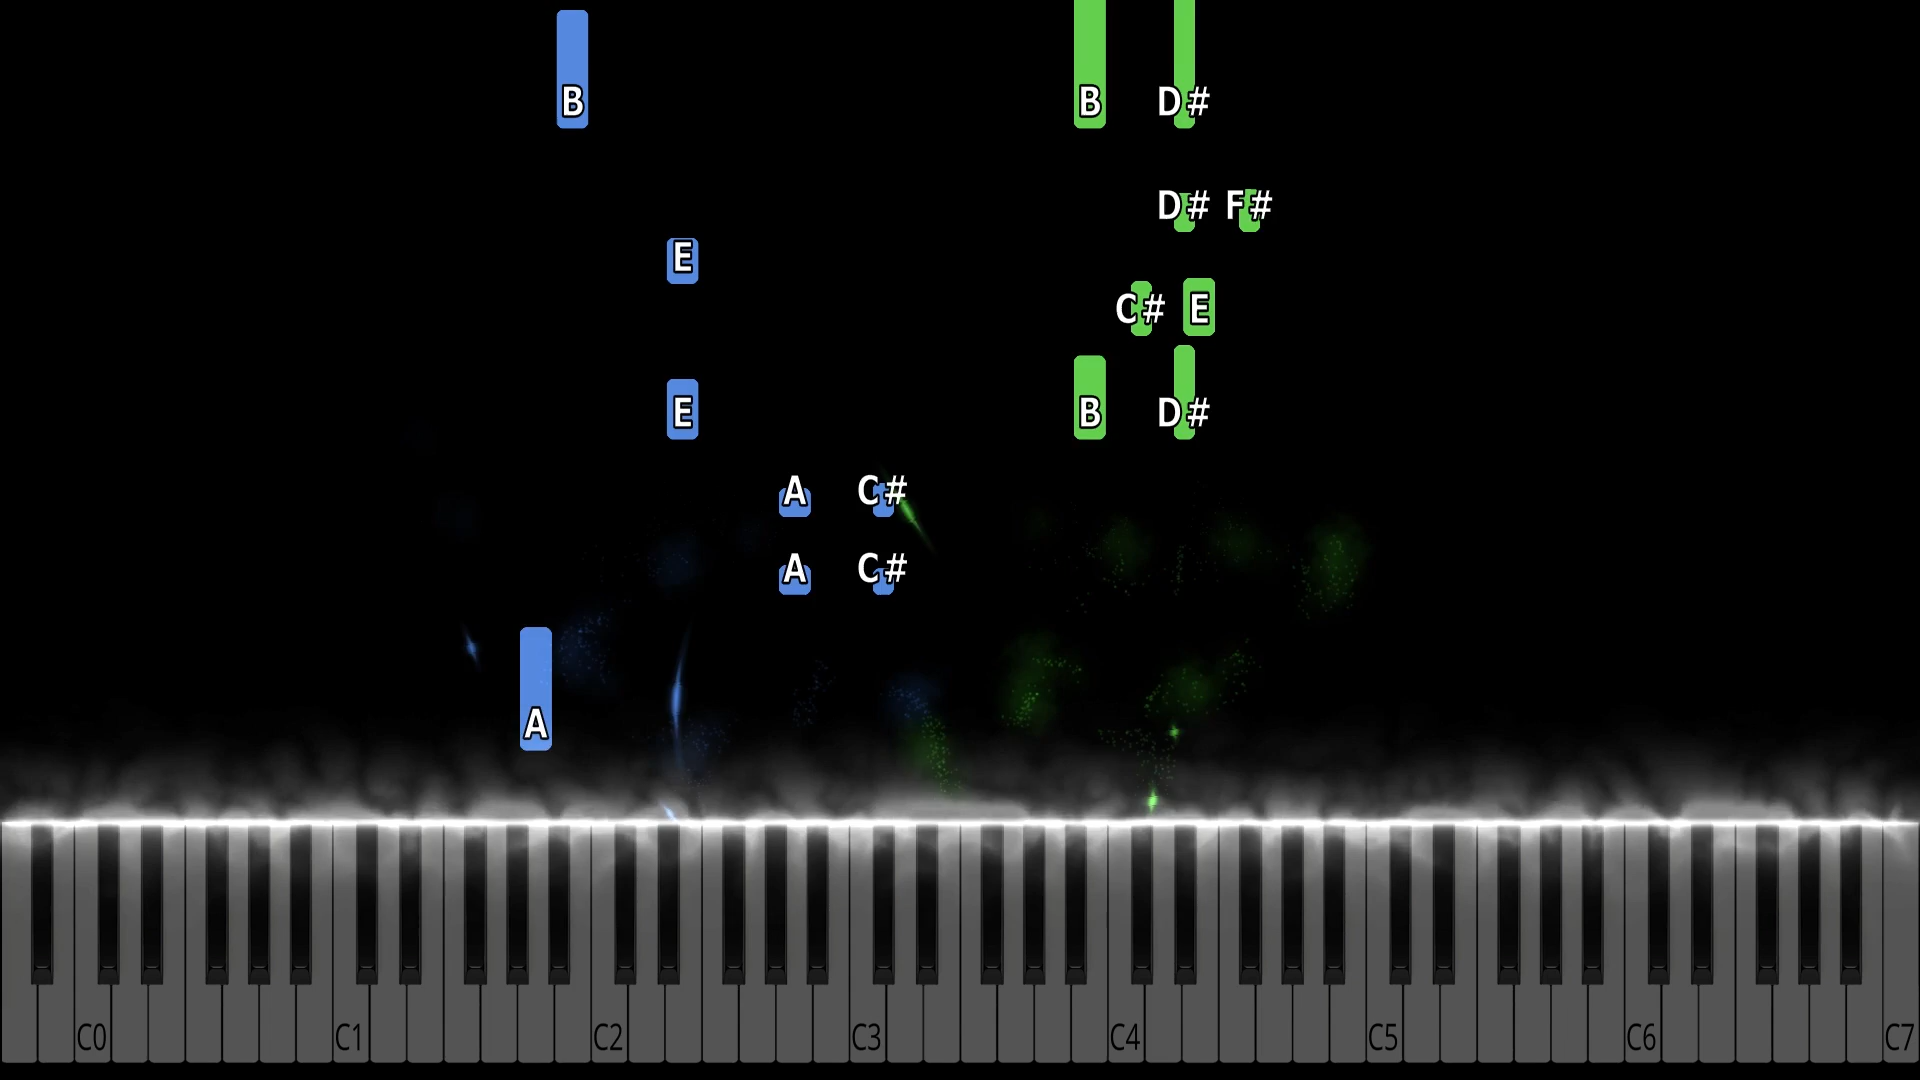 B B D#
D# F#
E
C# E
E B D#
A C#
A C#
A
C0 C1 C2 C3 C4 C5 C6 C7